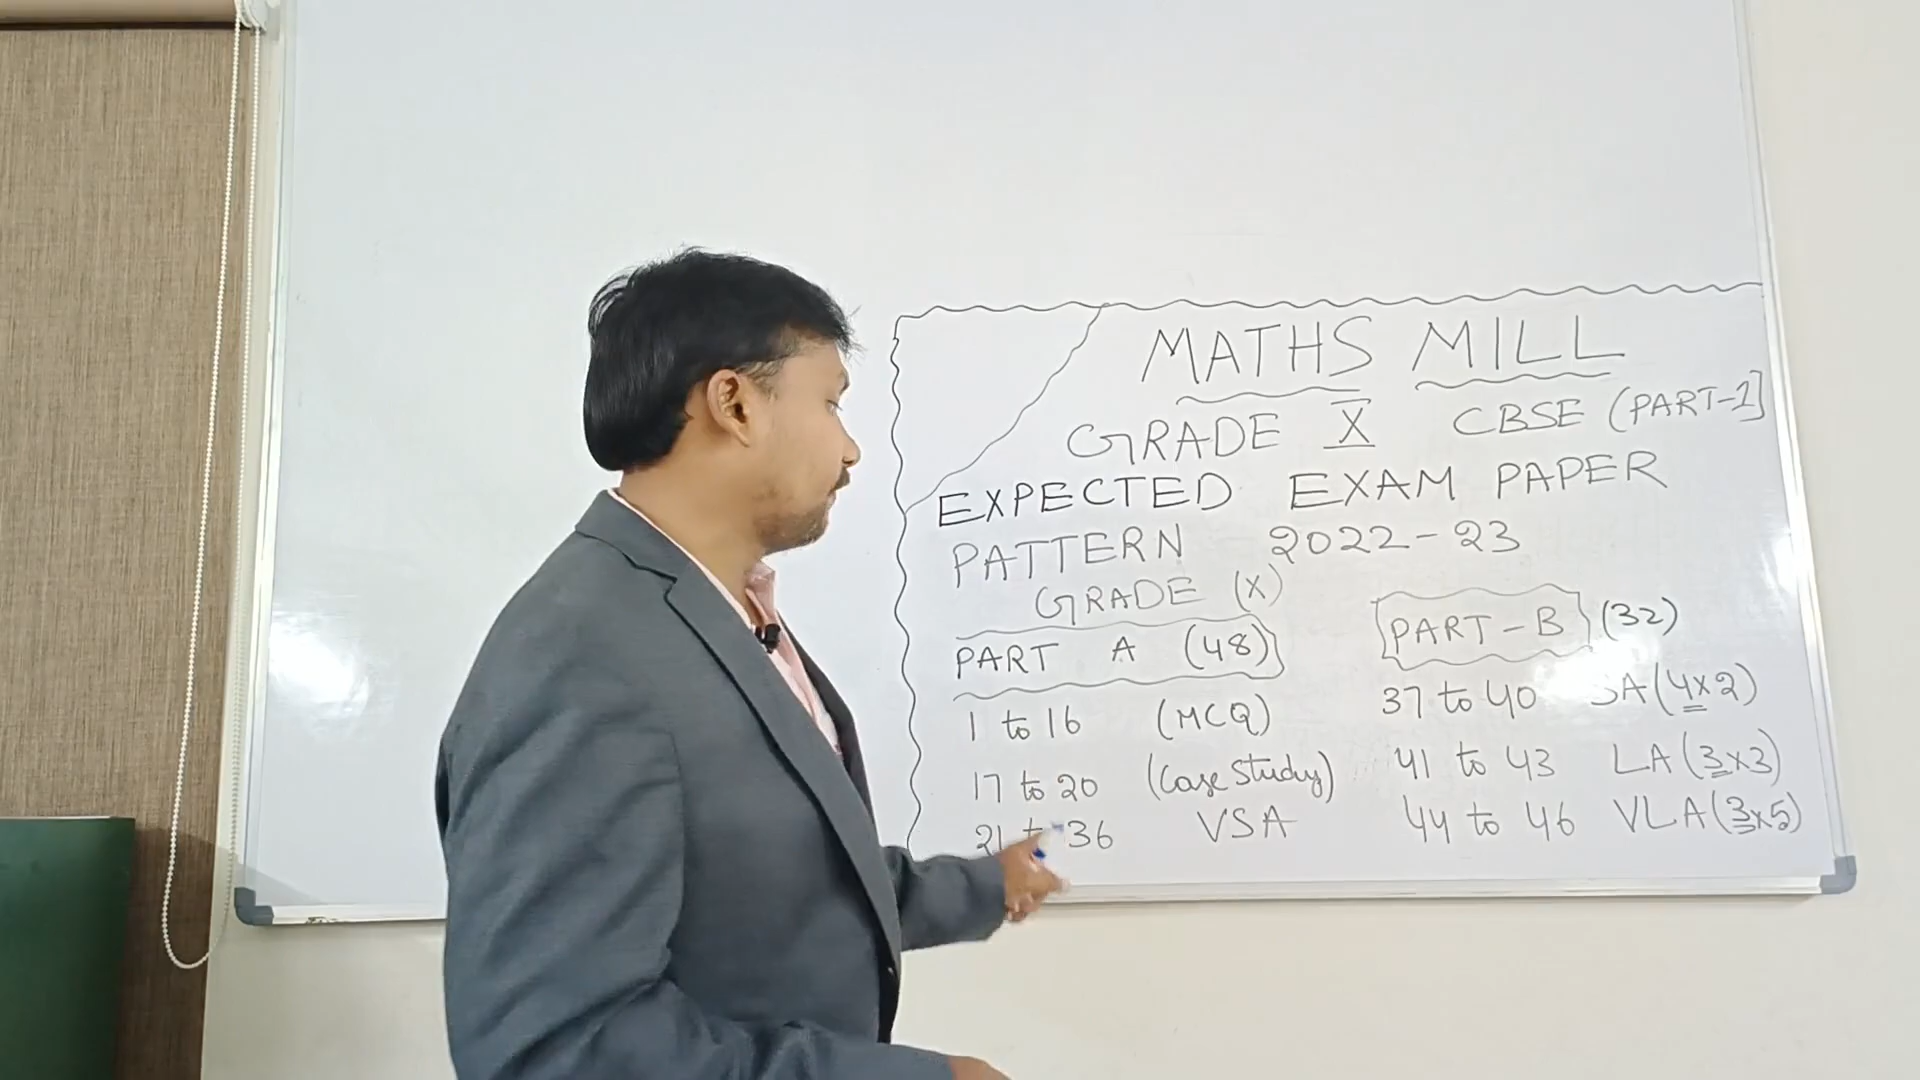 MATHS MILL
GRADE X CBSE (PART-1]
EXPECTED EXAM PAPER
PATTERN 2022-23
GRADE (X)
PART A (48)
1 to 16 (MCQ)
17 to 20 (Case Study)
21 to 36 VSA
PART-B (32)
37 to 40 SA (4x2)
41 to 43 LA (3x3)
44 to 46 VLA (3x5)